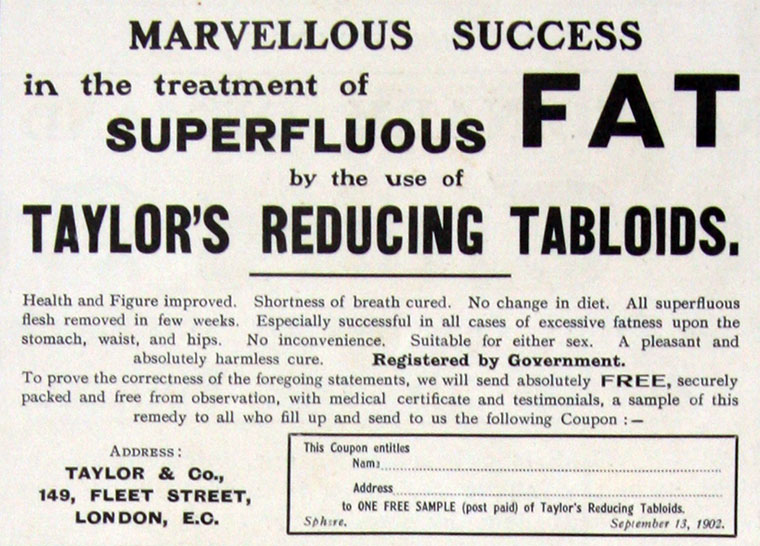 MARVELLOUS SUCCESS
in the treatment of
SUPERFLUOUS FAT
by the use of
TAYLOR'S REDUCING TABLOIDS.
Health and Figure improved. Shortness of breath cured. No change in diet. All superfluous
flesh removed in few weeks. Especially successful in all cases of excessive fatness upon the
stomach, waist, and hips. No inconvenience. Suitable for either sex. A pleasant and
absolutely harmless cure. Registered by Government.
To prove the correctness of the foregoing statements, we will send absolutely FREE, securely
packed and free from observation, with medical certificate and testimonials, a sample of this
remedy to all who fill up and send to us the following Coupon :—
ADDRESS:
TAYLOR & Co.,
149, FLEET STREET,
LONDON, E.C.
This Coupon entitles
Name
Address
to ONE FREE SAMPLE (post paid) of Taylor's Reducing Tabloids.
Sphere. September 13, 1902.